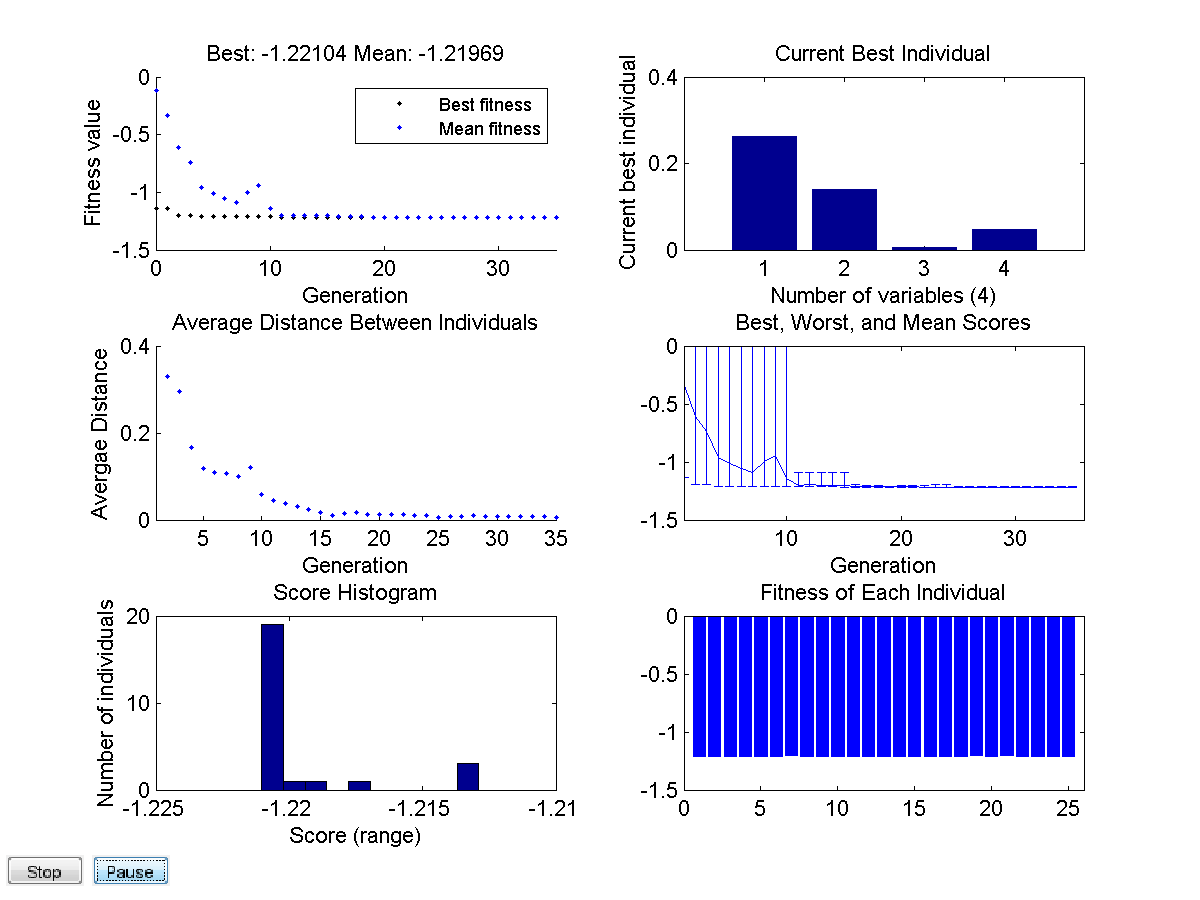 Best: -1.22104 Mean: -1.21969
Fitness value
0
-0.5
-1
-1.5
Best fitness
Mean fitness
0 10 20 30
Generation
Current Best Individual
Current best individual
0.4
0.2
0
1 2 3 4
Number of variables (4)
Average Distance Between Individuals
Avergae Distance
0.4
0.2
0
5 10 15 20 25 30 35
Generation
Best, Worst, and Mean Scores
0
-0.5
-1
-1.5
10 20 30
Generation
Score Histogram
Number of individuals
20
10
0
-1.225 -1.22 -1.215 -1.21
Score (range)
Fitness of Each Individual
0
-0.5
-1
-1.5
0 5 10 15 20 25
Stop Pause